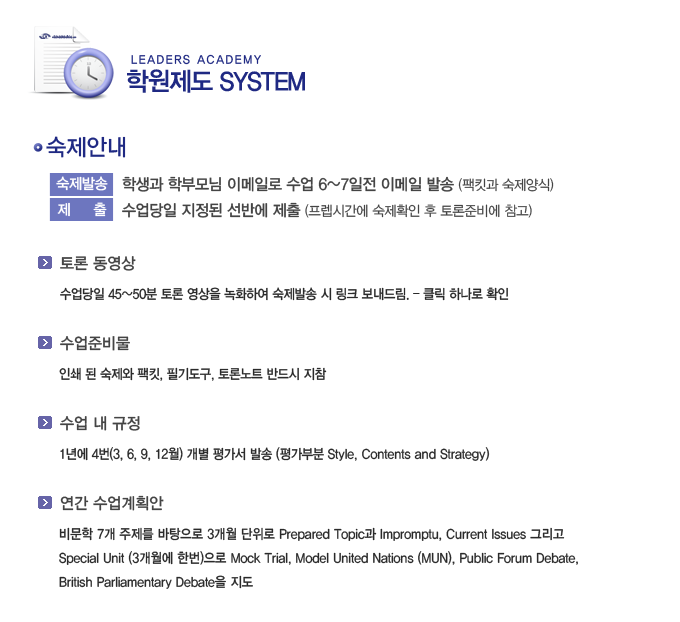 LEADERS ACADEMY
학원제도 SYSTEM
숙제안내
숙제발송 학생과 학부모님 이메일로 수업 6~7일전 이메일 발송 (팩킷과 숙제양식)
제 출 수업당일 지정된 선반에 제출 (프렙시간에 숙제확인 후 토론준비에 참고)
토론 동영상
수업당일 45~50분 토론 영상을 녹화하여 숙제발송 시 링크 보내드림. - 클릭 하나로 확인
수업준비물
인쇄 된 숙제와 팩킷, 필기도구, 토론노트 반드시 지참
수업 내 규정
1년에 4번(3, 6, 9, 12월) 개별 평가서 발송 (평가부분 Style, Contents and Strategy)
연간 수업계획안
비문학 7개 주제를 바탕으로 3개월 단위로 Prepared Topic과 Impromptu, Current Issues 그리고
Special Unit (3개월에 한번)으로 Mock Trial, Model United Nations (MUN), Public Forum Debate,
British Parliamentary Debate을 지도